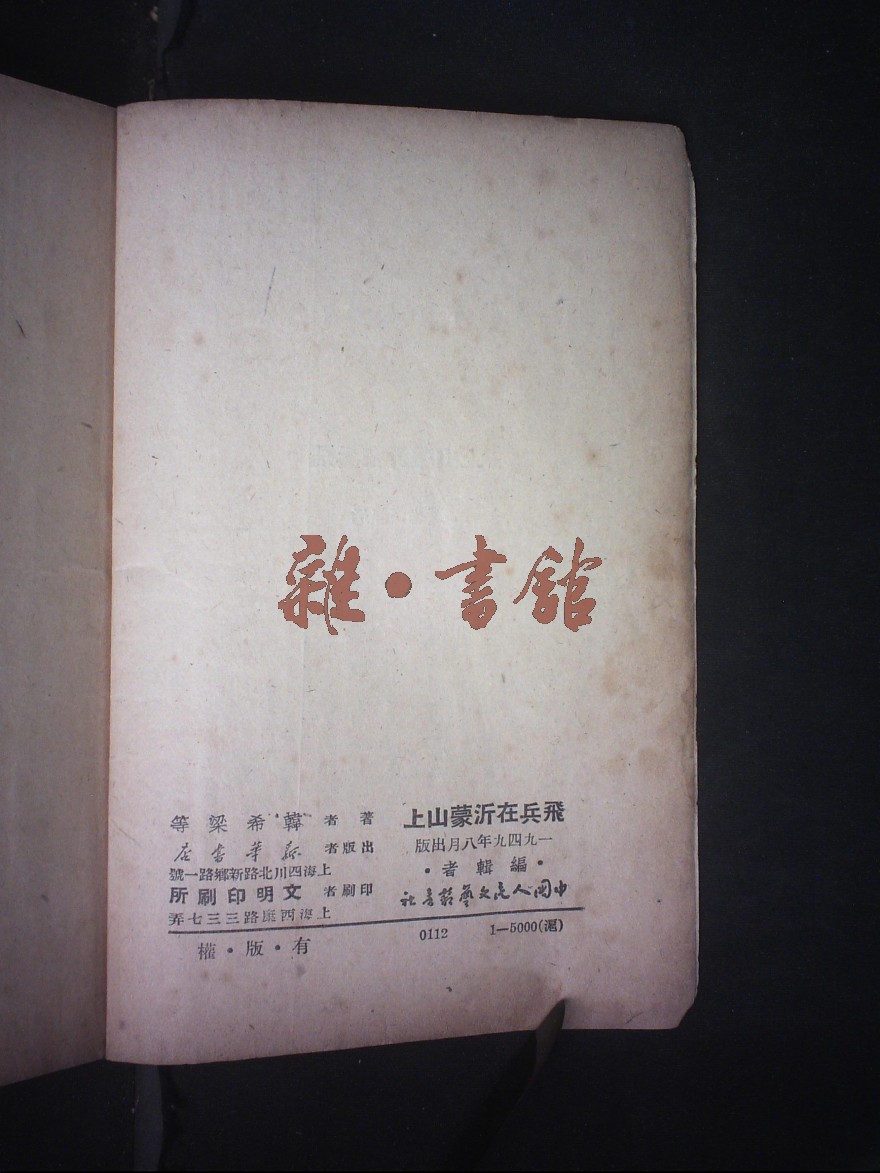 雜·書館
飛兵在沂蒙山上
一九四九年八月出版
·編輯者·
中國人民文藝叢書社
著者 韓希梁等
出版者 新華書店
上海四川北路新鄉路一號
印刷者 文明印刷所
上海西康路三三七弄
0112 1—5000(滬)
有·版·權